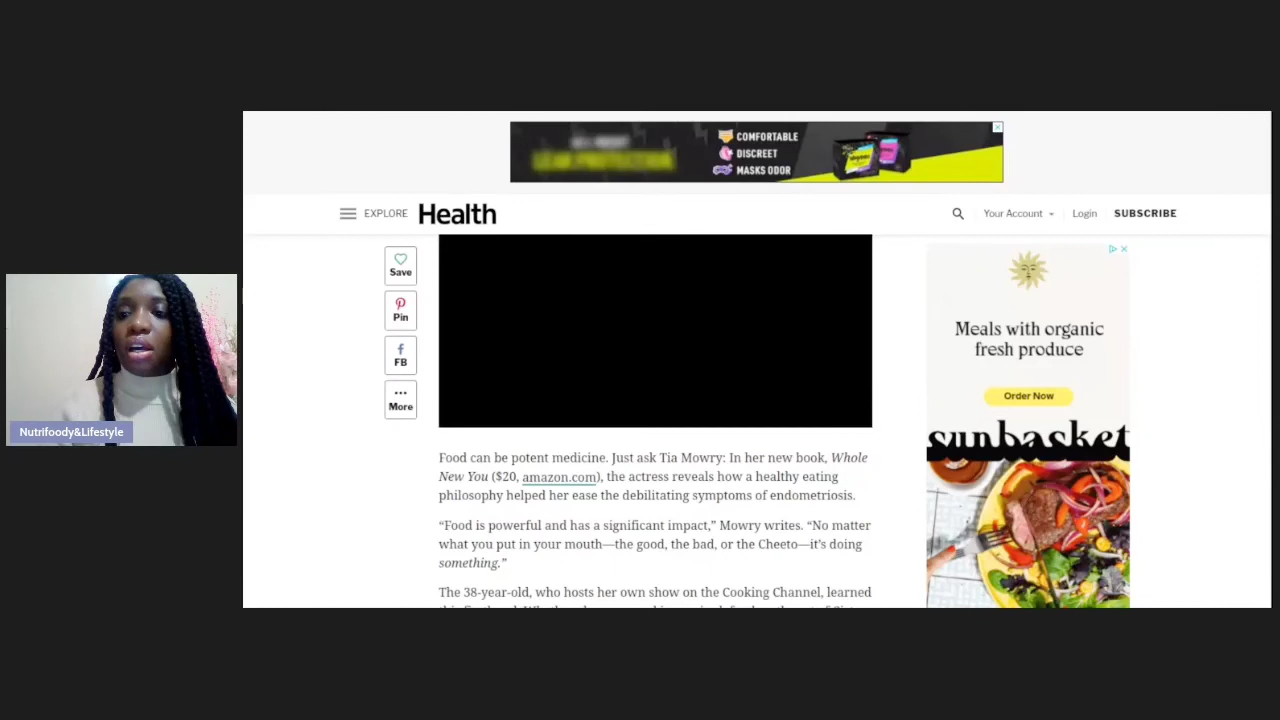 COMFORTABLE
DISCREET
MASKS ODOR
EXPLORE
Health
Your Account
Login
SUBSCRIBE
Save
Pin
FB
More
Food can be potent medicine. Just ask Tia Mowry: In her new book, Whole
New You ($20, amazon.com), the actress reveals how a healthy eating
philosophy helped her ease the debilitating symptoms of endometriosis.
“Food is powerful and has a significant impact,” Mowry writes. “No matter
what you put in your mouth—the good, the bad, or the Cheeto—it’s doing
something.”
The 38-year-old, who hosts her own show on the Cooking Channel, learned
Meals with organic
fresh produce
Order Now
sunbasket
Nutrifoody&Lifestyle